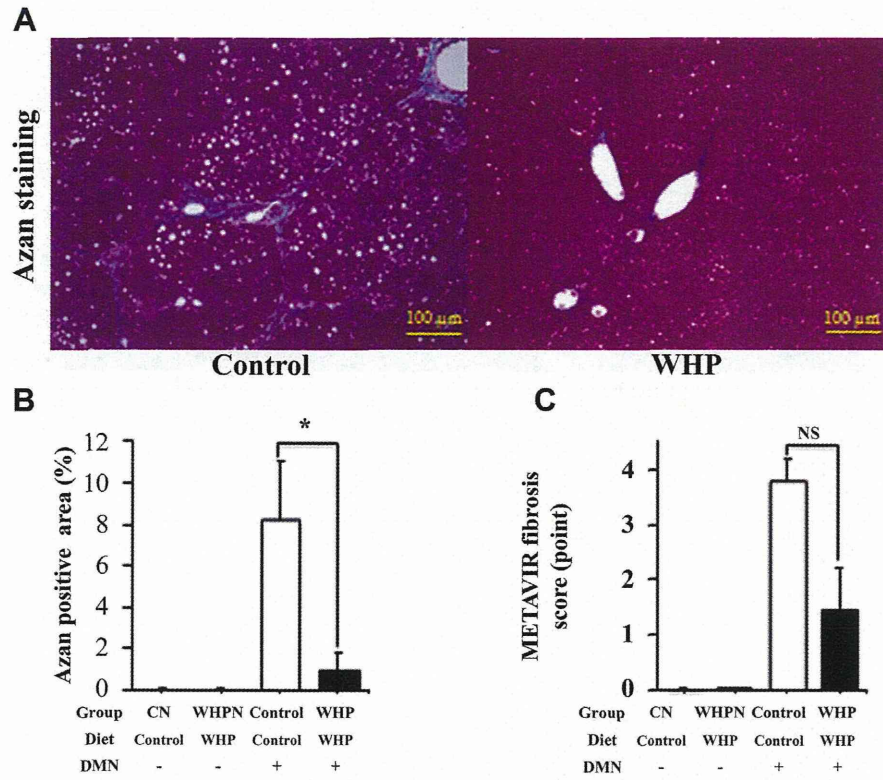 A
Azan staining
100 μm
100 μm
Control
WHP
B
C
Azan positive area (%)
12
10
8
6
4
2
0
*
Group CN WHPN Control WHP
Diet Control WHP Control WHP
DMN - - + +
METAVIR fibrosis
score (point)
4
3
2
1
0
NS
CN WHPN Control WHP
Control WHP Control WHP
- - + +
Group
Diet
DMN